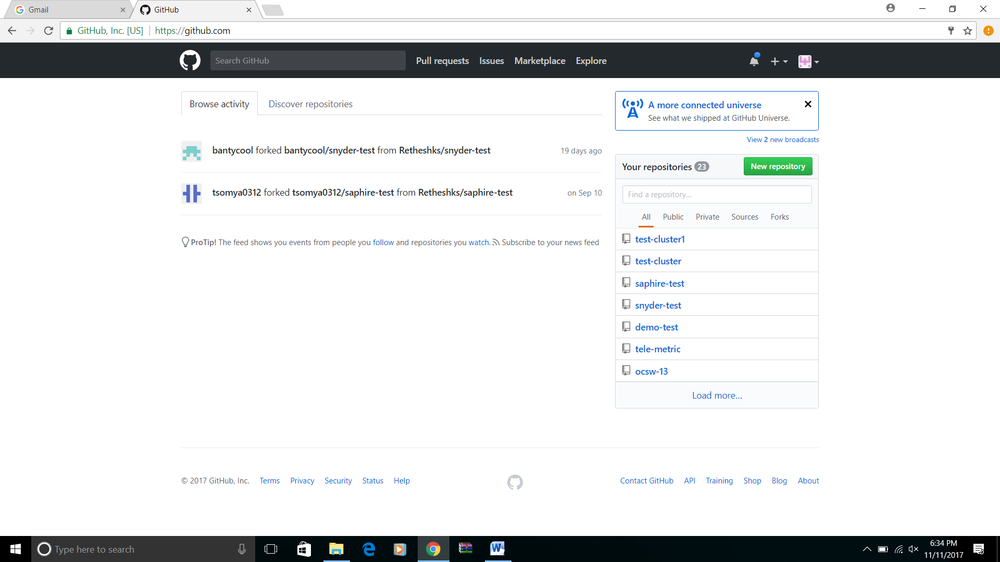 Gmail
GitHub
GitHub, Inc. [US] https://github.com
Search GitHub
Pull requests Issues Marketplace Explore
Browse activity Discover repositories
bantycool forked bantycool/snyder-test from Retheshks/snyder-test 19 days ago
tsomya0312 forked tsomya0312/saphire-test from Retheshks/saphire-test on Sep 10
ProTip! The feed shows you events from people you follow and repositories you watch. Subscribe to your news feed
A more connected universe
See what we shipped at GitHub Universe.
View 2 new broadcasts
Your repositories 23 New repository
Find a repository...
All Public Private Sources Forks
test-cluster1
test-cluster
saphire-test
snyder-test
demo-test
tele-metric
ocsw-13
Load more...
© 2017 GitHub, Inc. Terms Privacy Security Status Help
Contact GitHub API Training Shop Blog About
Type here to search
6:34 PM
11/11/2017